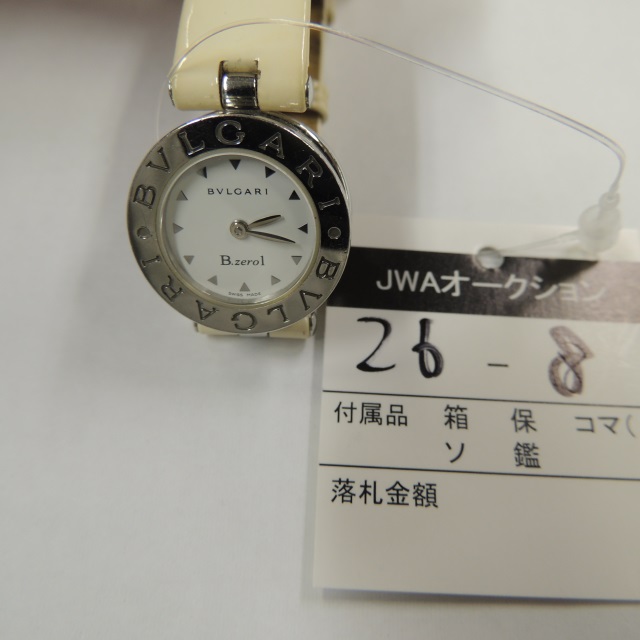 BVLGARI
BVLGARI
BVLGARI
B.zero1
SWISS MADE
JWAオークション
26 - 8
付属品 箱 保 コマ(
ソ 鑑
落札金額